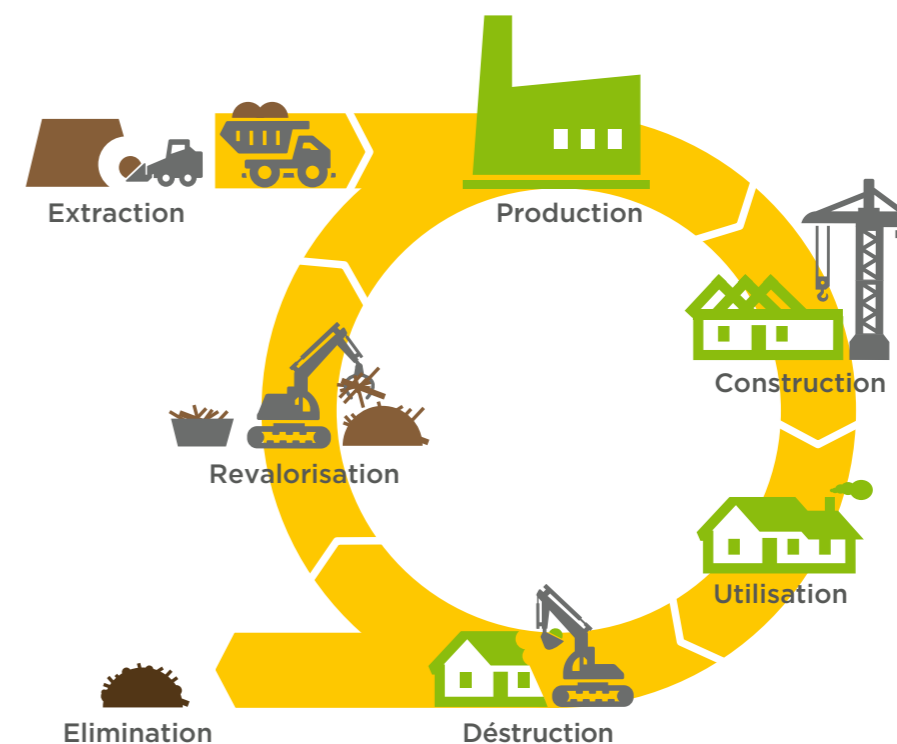 Extraction
Production
Construction
Revalorisation
Utilisation
Elimination
Déstruction